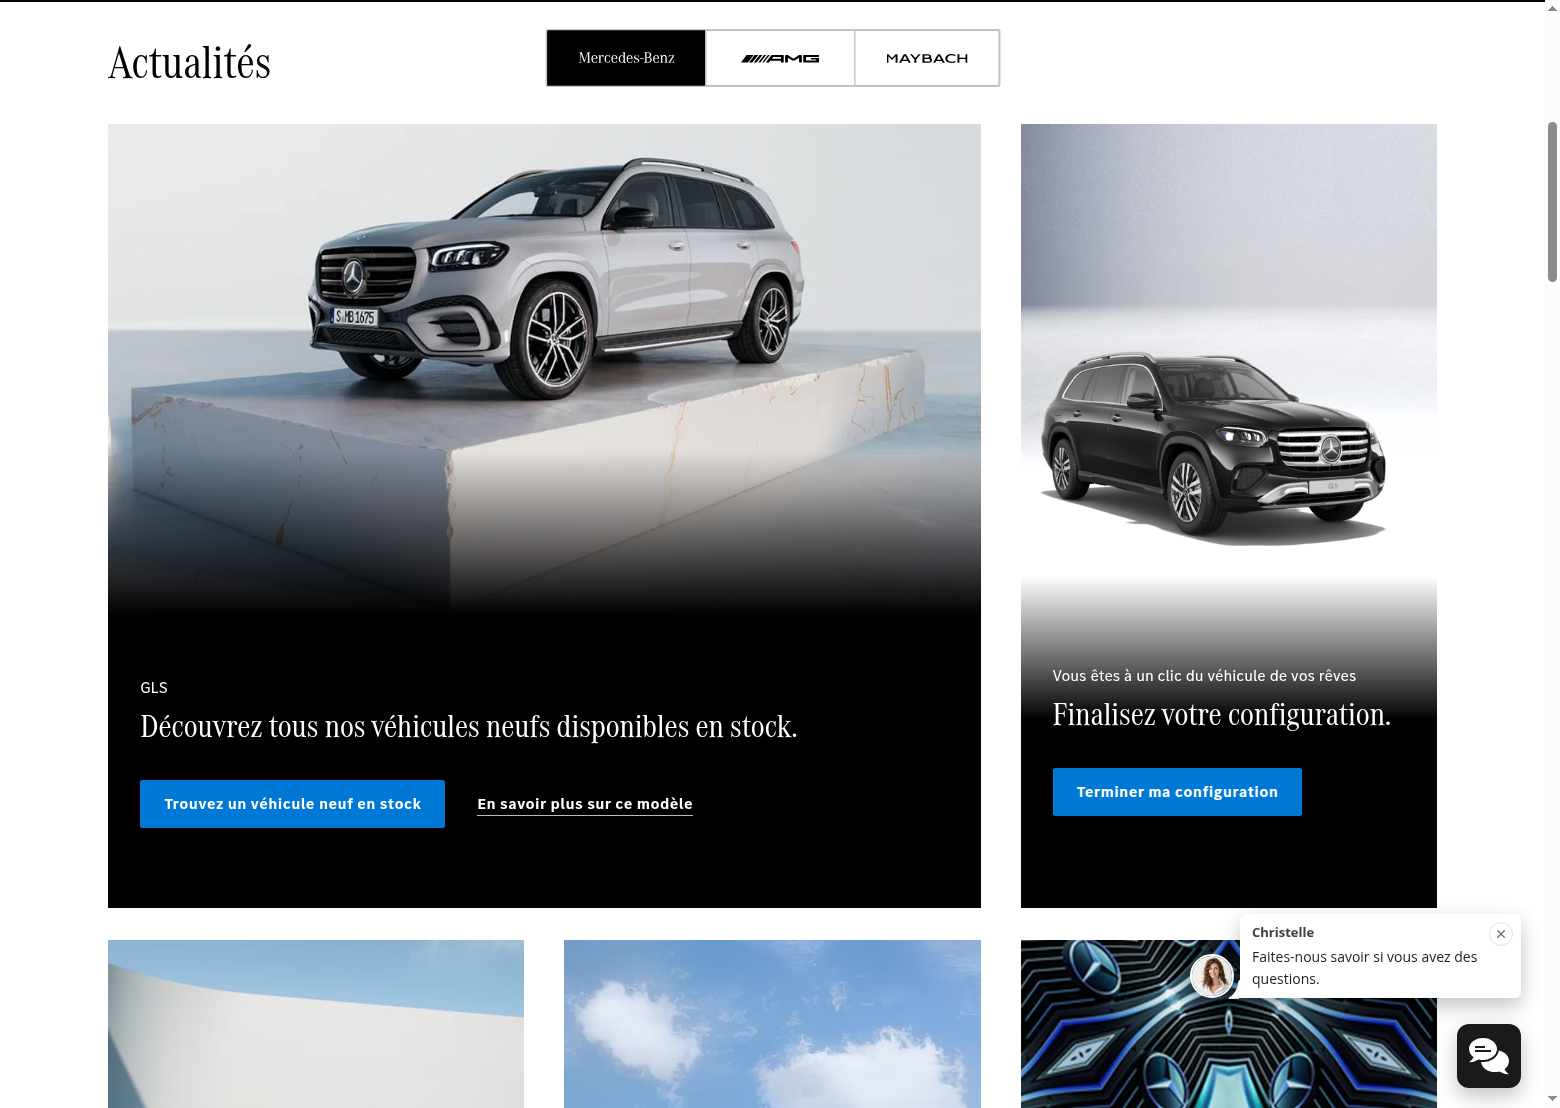 Actualités
Mercedes-Benz
AMG
MAYBACH
S MB 1675
GLS
GLS
Découvrez tous nos véhicules neufs disponibles en stock.
Trouvez un véhicule neuf en stock
En savoir plus sur ce modèle
Vous êtes à un clic du véhicule de vos rêves
Finalisez votre configuration.
Terminer ma configuration
Christelle
Faites-nous savoir si vous avez des
questions.